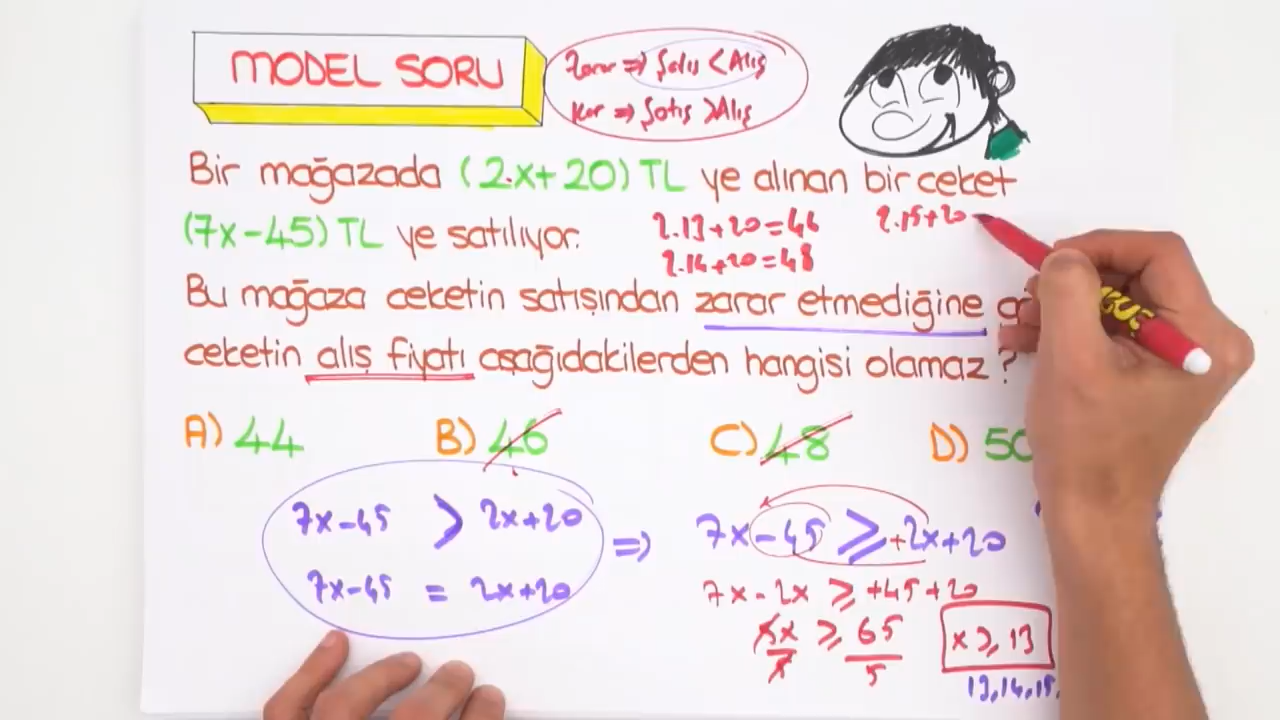 MODEL SORU
Zarar ⇒ Satış < Alış
Kar ⇒ Satış > Alış
Bir mağazada (2.x+20) TL ye alınan bir ceket
(7x-45) TL ye satılıyor.
2.13+20=46
2.14+20=48
2.15+20
Bu mağaza ceketin satışından zarar etmediğine
ceketin alış fiyatı aşağıdakilerden hangisi olamaz ?
A) 44 B) 46 C) 48 D) 50
7x-45 > 2x+20 ⇒ 7x-45 ≥ +2x+20
7x-45 = 2x+20
7x-2x ≥ +45+20
5x/5 ≥ 65/5
x ≥ 13
13,14,15,